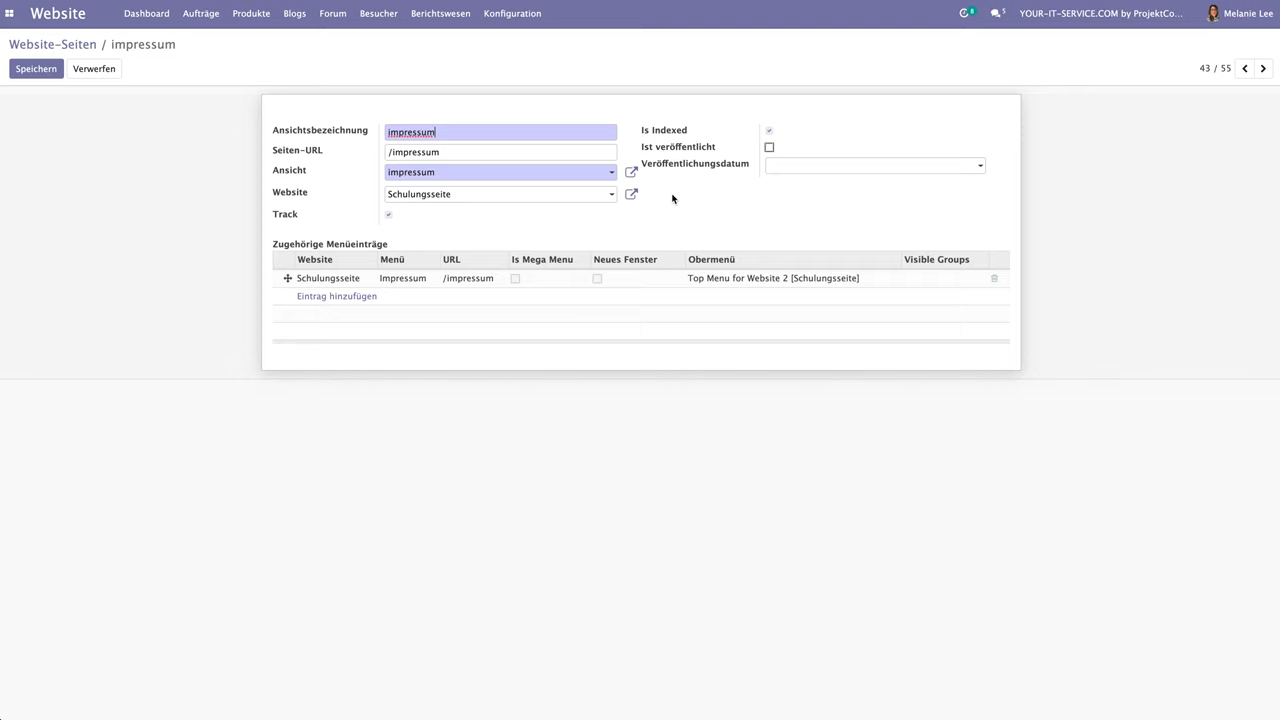 Website Dashboard Aufträge Produkte Blogs Forum Besucher Berichtswesen Konfiguration 8 5 YOUR-IT-SERVICE.COM by ProjektCo... Melanie Lee
Website-Seiten / impressum
Speichern Verwerfen 43 / 55
Ansichtsbezeichnung impressum Is Indexed
Seiten-URL /impressum Ist veröffentlicht
Ansicht impressum Veröffentlichungsdatum
Website Schulungsseite
Track
Zugehörige Menüeinträge
Website Menü URL Is Mega Menu Neues Fenster Obermenü Visible Groups
Schulungsseite Impressum /impressum Top Menu for Website 2 [Schulungsseite]
Eintrag hinzufügen